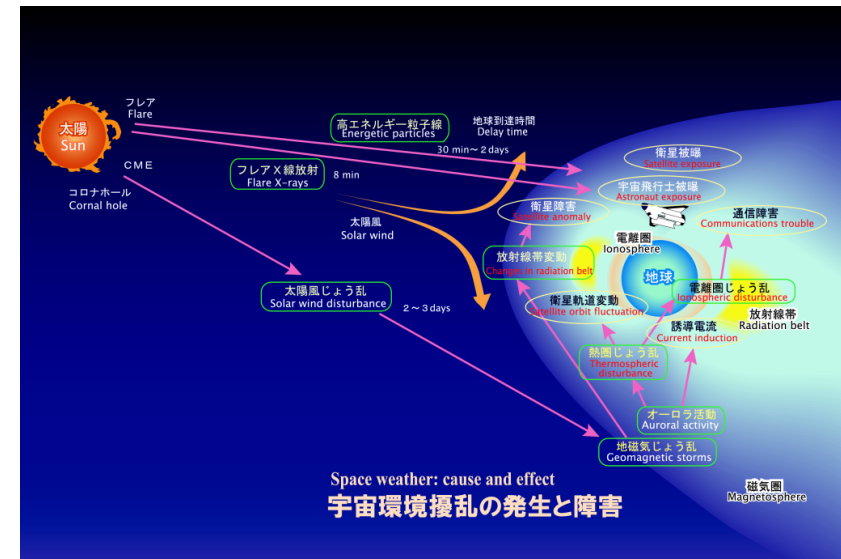 フレア
Flare
太陽
Sun
CME
コロナホール
Cornal hole
高エネルギー粒子線
Energetic particles
地球到達時間
Delay time
30 min〜2 days
フレアX線放射
Flare X-rays
8 min
太陽風
Solar wind
太陽風じょう乱
Solar wind disturbance
2〜3 days
衛星被曝
Satellite exposure
宇宙飛行士被曝
Astronaut exposure
衛星障害
Satellite anomaly
通信障害
Communications trouble
電離圏
Ionosphere
放射線帯変動
Changes in radiation belt
地球
電離圏じょう乱
Ionospheric disturbance
衛星軌道変動
Satellite orbit fluctuation
放射線帯
Radiation belt
誘導電流
Current induction
熱圏じょう乱
Thermospheric
disturbance
オーロラ活動
Auroral activity
地磁気じょう乱
Geomagnetic storms
磁気圏
Magnetosphere
Space weather: cause and effect
宇宙環境擾乱の発生と障害